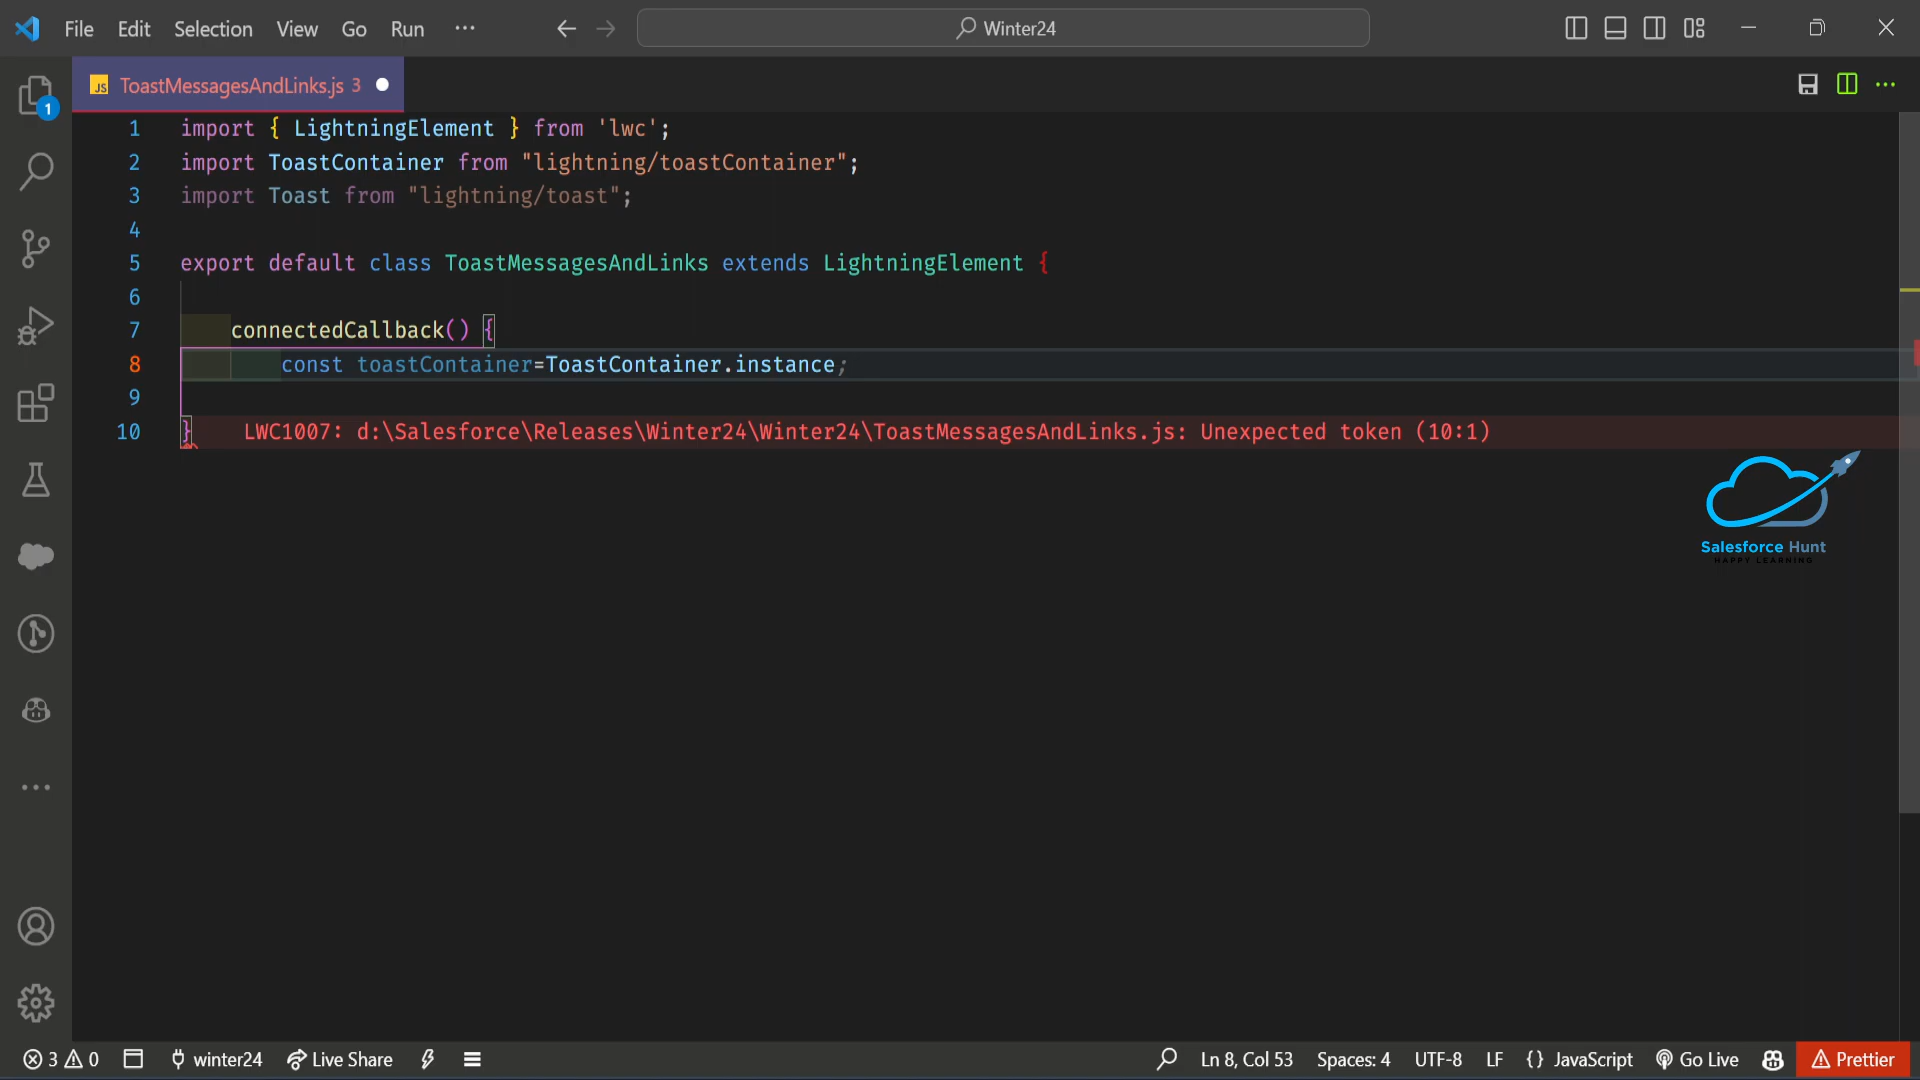 File Edit Selection View Go Run ··· Winter24
JS ToastMessagesAndLinks.js 3
1
1 import { LightningElement } from 'lwc';
2 import ToastContainer from "lightning/toastContainer";
3 import Toast from "lightning/toast";
4
5 export default class ToastMessagesAndLinks extends LightningElement {
6
7 connectedCallback() {
8 const toastContainer=ToastContainer.instance;
9
10 } LWC1007: d:\Salesforce\Releases\Winter24\Winter24\ToastMessagesAndLinks.js: Unexpected token (10:1)
Salesforce Hunt
HAPPY LEARNING
3 0 winter24 Live Share Ln 8, Col 53 Spaces: 4 UTF-8 LF {} JavaScript Go Live Prettier